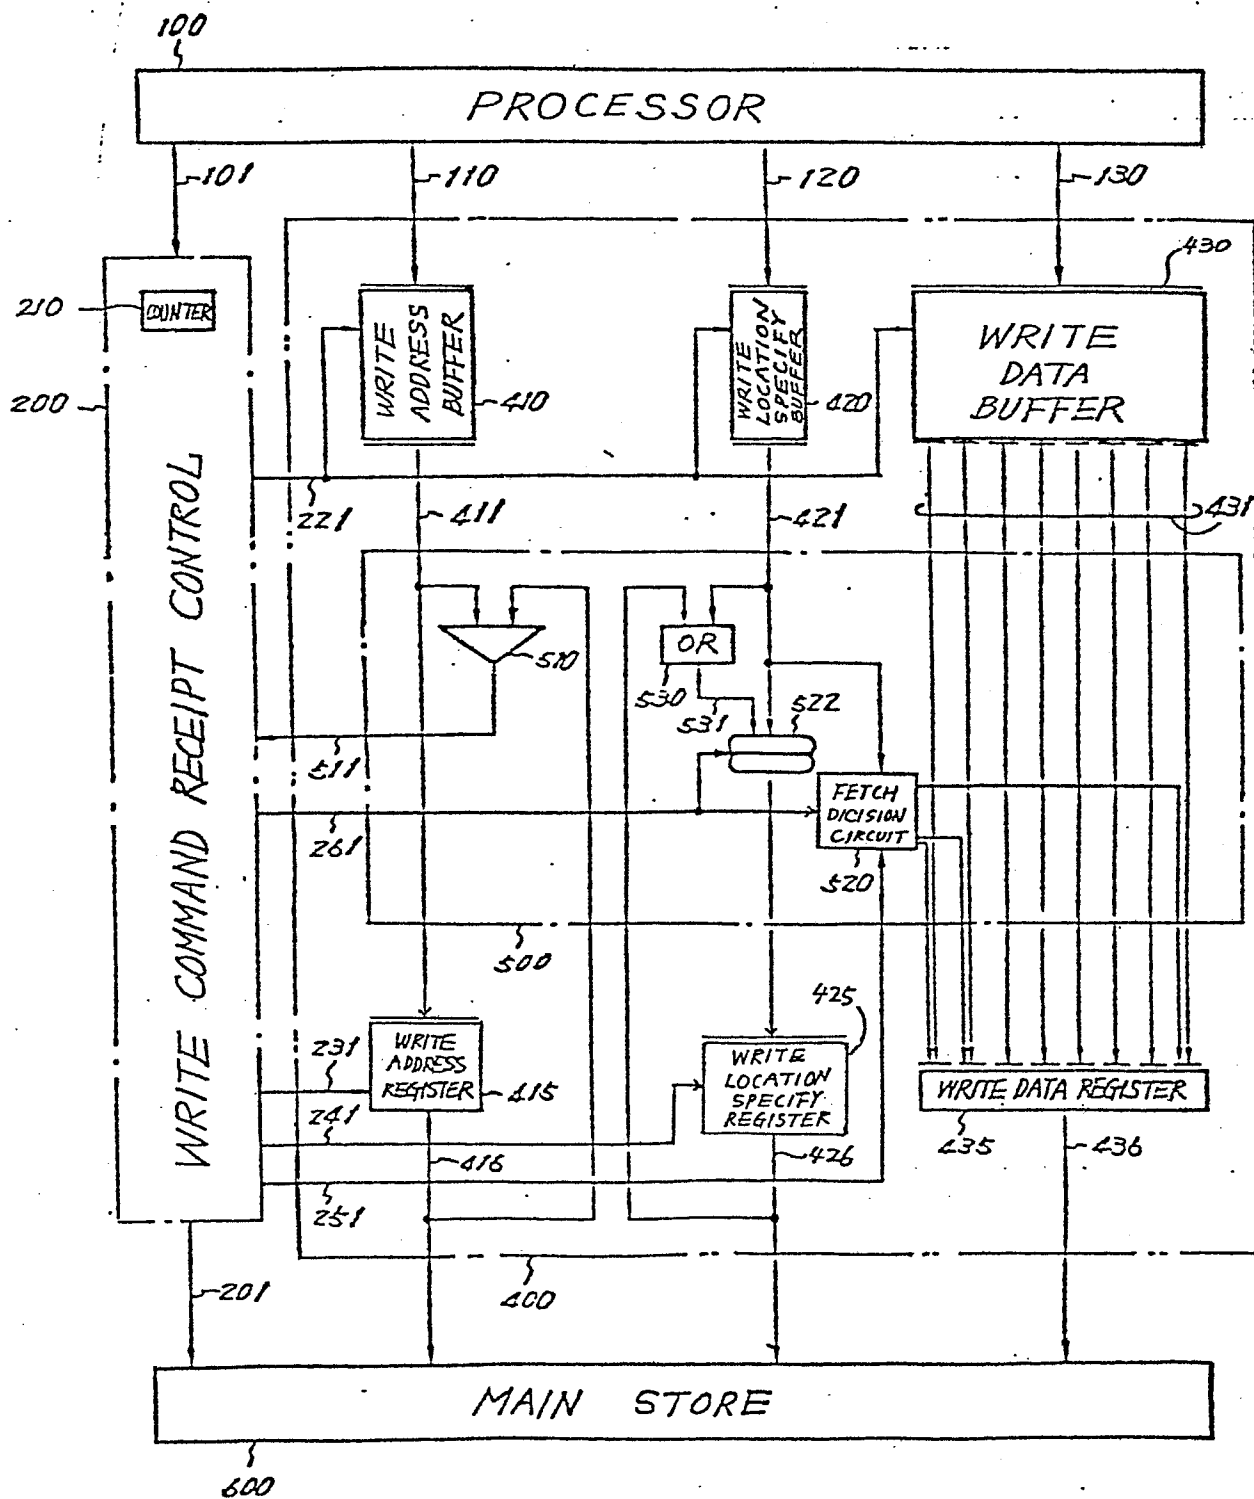 100
PROCESSOR
101
110
120
130
430
210
COUNTER
200
WRITE
ADDRESS
BUFFER
410
WRITE
LOCATION
SPECIFY
BUFFER
420
WRITE
DATA
BUFFER
221
411
421
431
WRITE COMMAND RECEIPT CONTROL
510
OR
530
531
522
511
261
FETCH
DICISION
CIRCUIT
520
500
425
231
WRITE
ADDRESS
REGISTER
415
WRITE
LOCATION
SPECIFY
REGISTER
WRITE DATA REGISTER
241
416
426
435
436
251
201
400
MAIN STORE
600